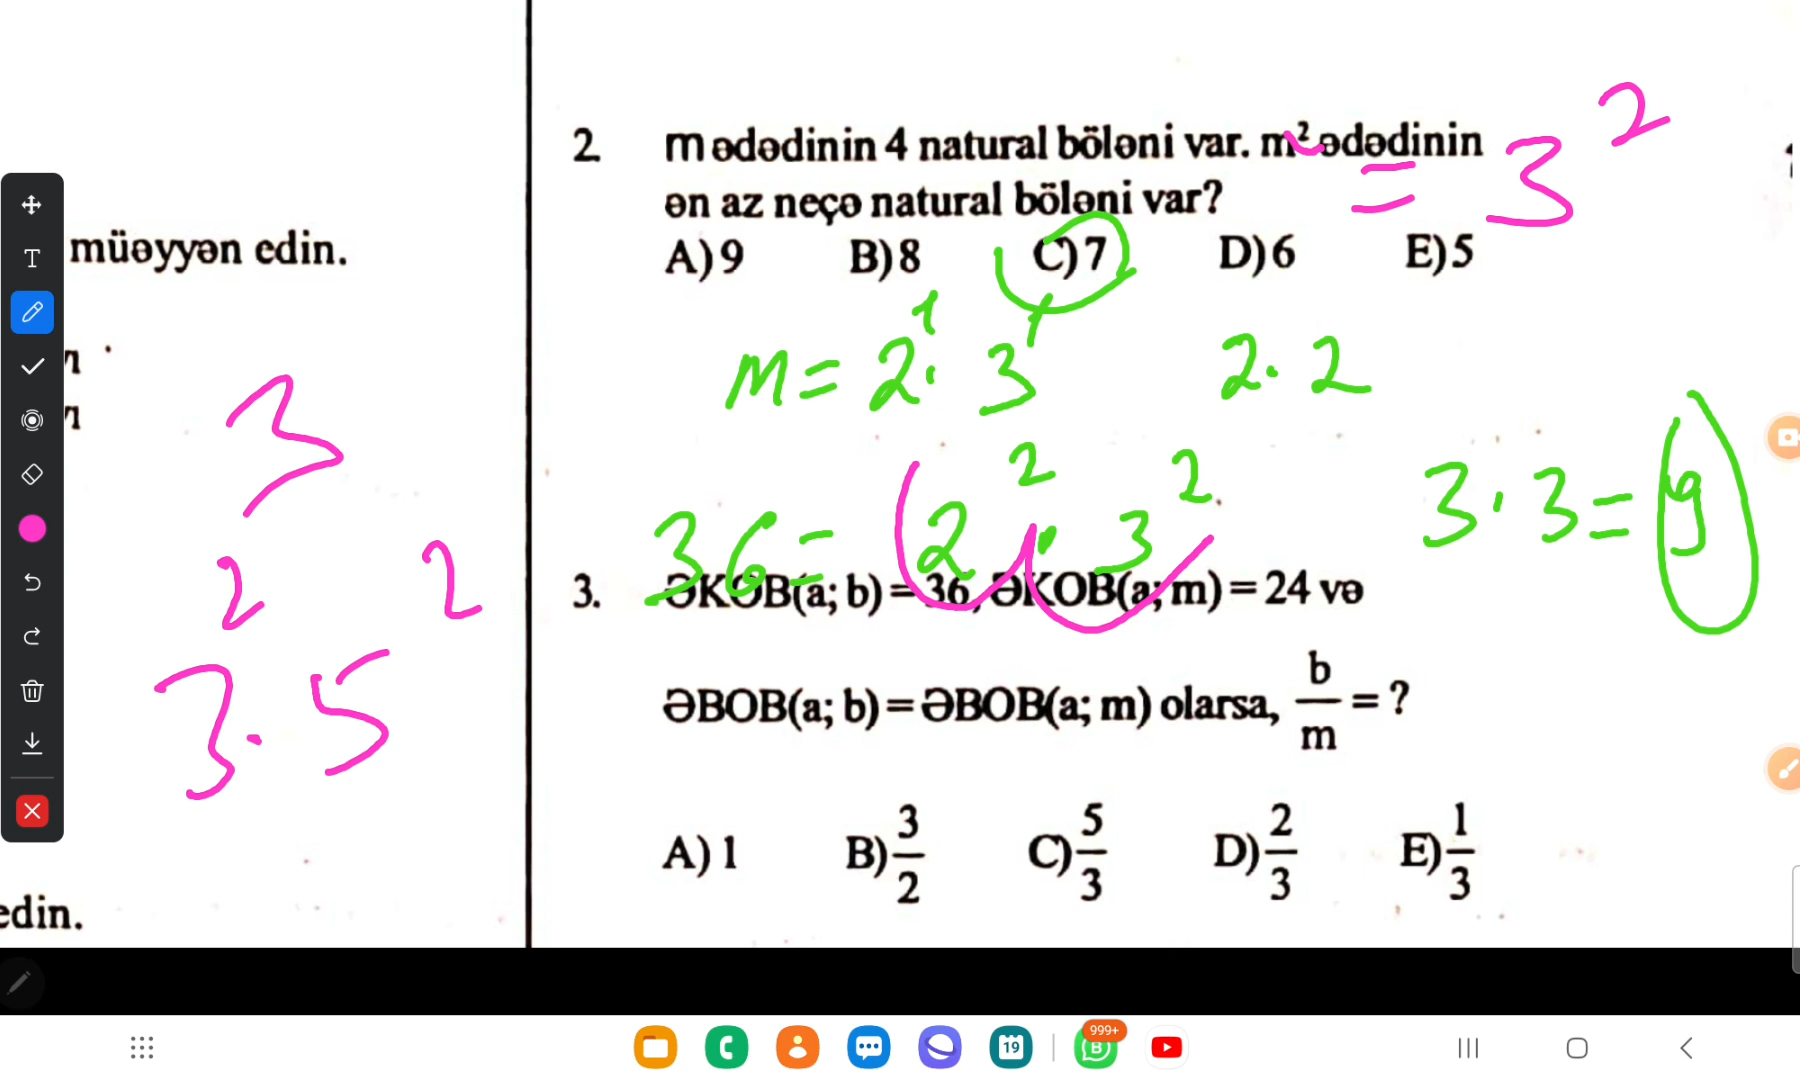 müəyyən edin.
edin.
2 m ədədinin 4 natural böləni var. m² ədədinin
ən az neçə natural böləni var?
A) 9 B) 8 C) 7 D) 6 E) 5
= 3²
m = 2¹ · 3¹ 2 · 2
36 = 2² · 3² 3 · 3 = 9
3
3² · 5²
3. ƏKOB(a; b) = 36, ƏKOB(a; m) = 24 və
ƏBOB(a; b) = ƏBOB(a; m) olarsa, b/m = ?
A) 1 B) 3/2 C) 5/3 D) 2/3 E) 1/3
19
999+
B